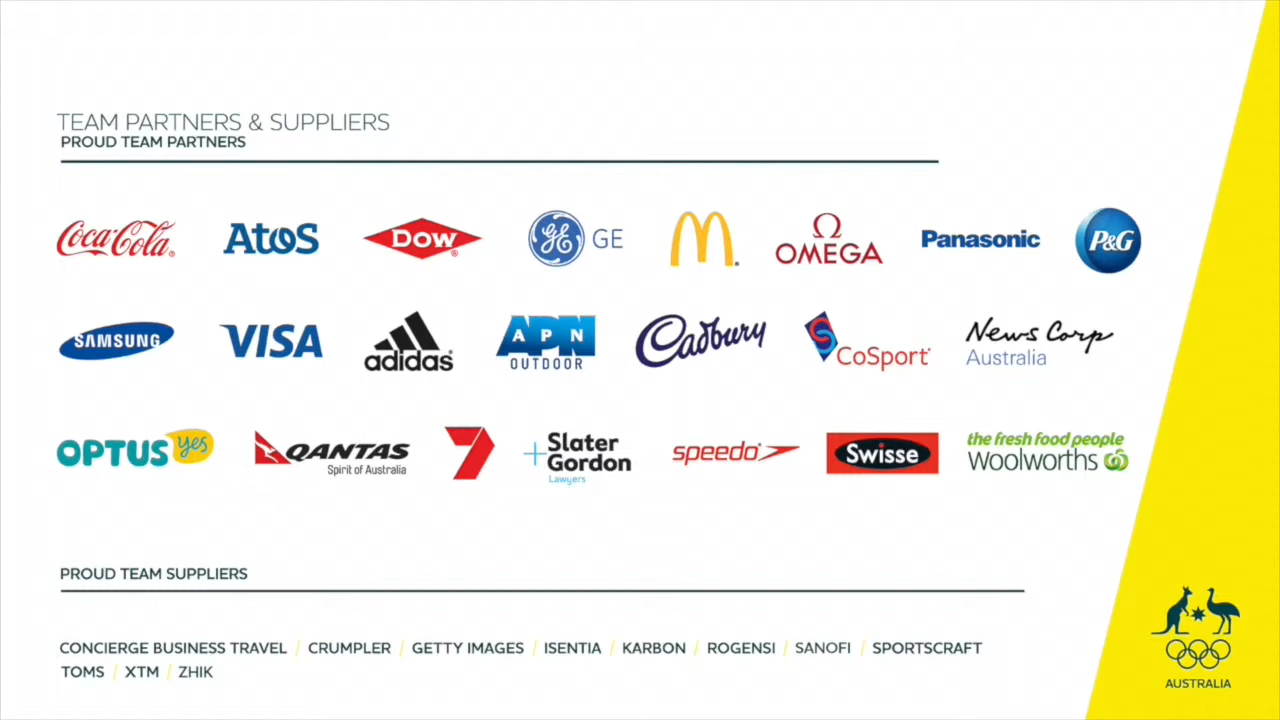 TEAM PARTNERS & SUPPLIERS
PROUD TEAM PARTNERS
Coca-Cola® Atos DOW® GE GE M® Ω OMEGA Panasonic P&G
SAMSUNG VISA adidas® APN OUTDOOR Cadbury CoSport News Corp Australia
OPTUS yes QANTAS Spirit of Australia 7 +Slater Gordon Lawyers speedo Swisse the fresh food people Woolworths
PROUD TEAM SUPPLIERS
CONCIERGE BUSINESS TRAVEL / CRUMPLER / GETTY IMAGES / ISENTIA / KARBON / ROGENSI / SANOFI / SPORTSCRAFT
TOMS / XTM / ZHIK
AUSTRALIA